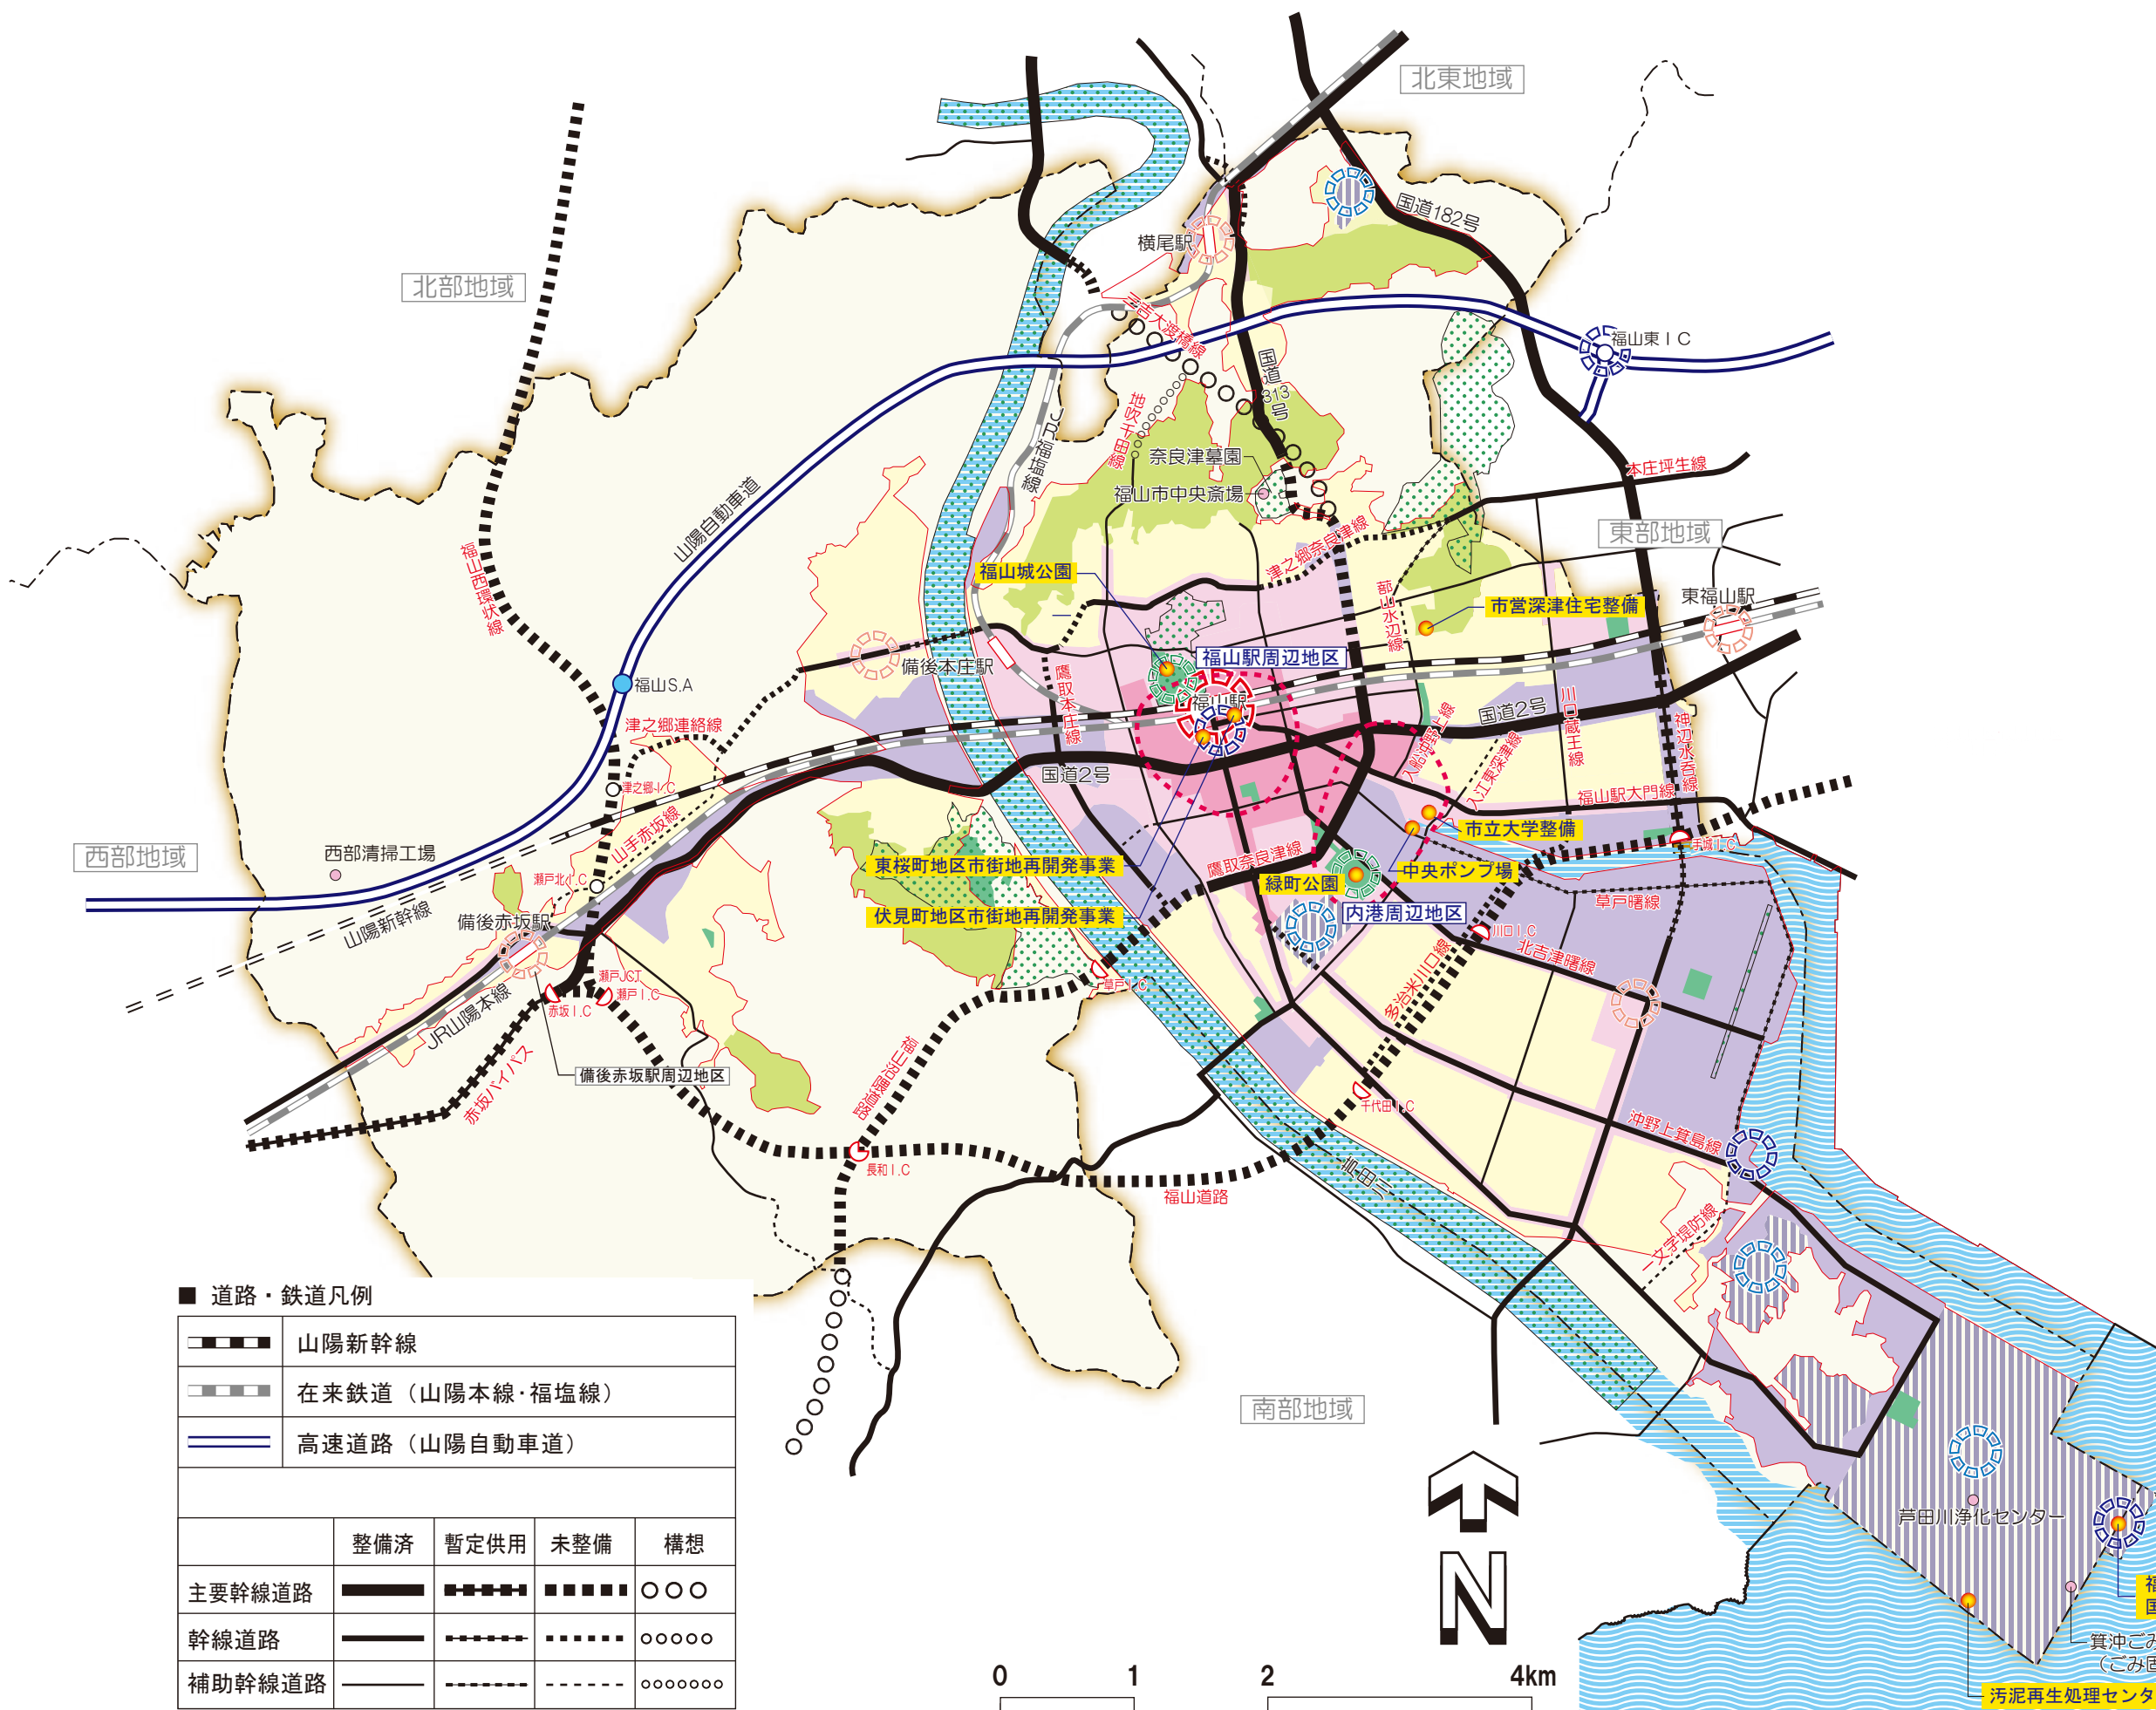 北東地域
国道182号
横尾駅
北部地域
北吉大渡橋線
福山東ＩＣ
国道313号
地吹千田線
JR福塩線
奈良津墓園
福山市中央斎場
本庄坪生線
山陽自動車道
東部地域
津之郷奈良津線
福山西環状線
福山城公園
蔀山水辺線
市営深津住宅整備
東福山駅
福山駅周辺地区
備後本庄駅
福山S.A
鷹取本庄線
福山駅
川口蔵王線
国道2号
神辺水呑線
津之郷連絡線
入船沖野上線
入江東深津線
国道2号
津之郷I.C
福山駅大門線
山手赤坂線
市立大学整備
手城I.C
西部地域
西部清掃工場
東桜町地区市街地再開発事業
鷹取奈良津線
中央ポンプ場
瀬戸北I.C
緑町公園
草戸曙線
伏見町地区市街地再開発事業
内港周辺地区
備後赤坂駅
山陽新幹線
川口I.C
北吉津曙線
瀬戸JCT
瀬戸I.C
草戸I.C
多治米川口線
赤坂I.C
JR山陽本線
備後赤坂駅周辺地区
赤坂バイパス
福山沼隈道路
千代田I.C
沖野上箕島線
長和I.C
芦田川
福山道路
一文字堤防線
南部地域
芦田川浄化センター
箕沖ごみ
（ごみ固
汚泥再生処理センタ
福
国
■ 道路・鉄道凡例
山陽新幹線
在来鉄道（山陽本線・福塩線）
高速道路（山陽自動車道）
整備済 暫定供用 未整備 構想
主要幹線道路
幹線道路
補助幹線道路
N
0 1 2 4km